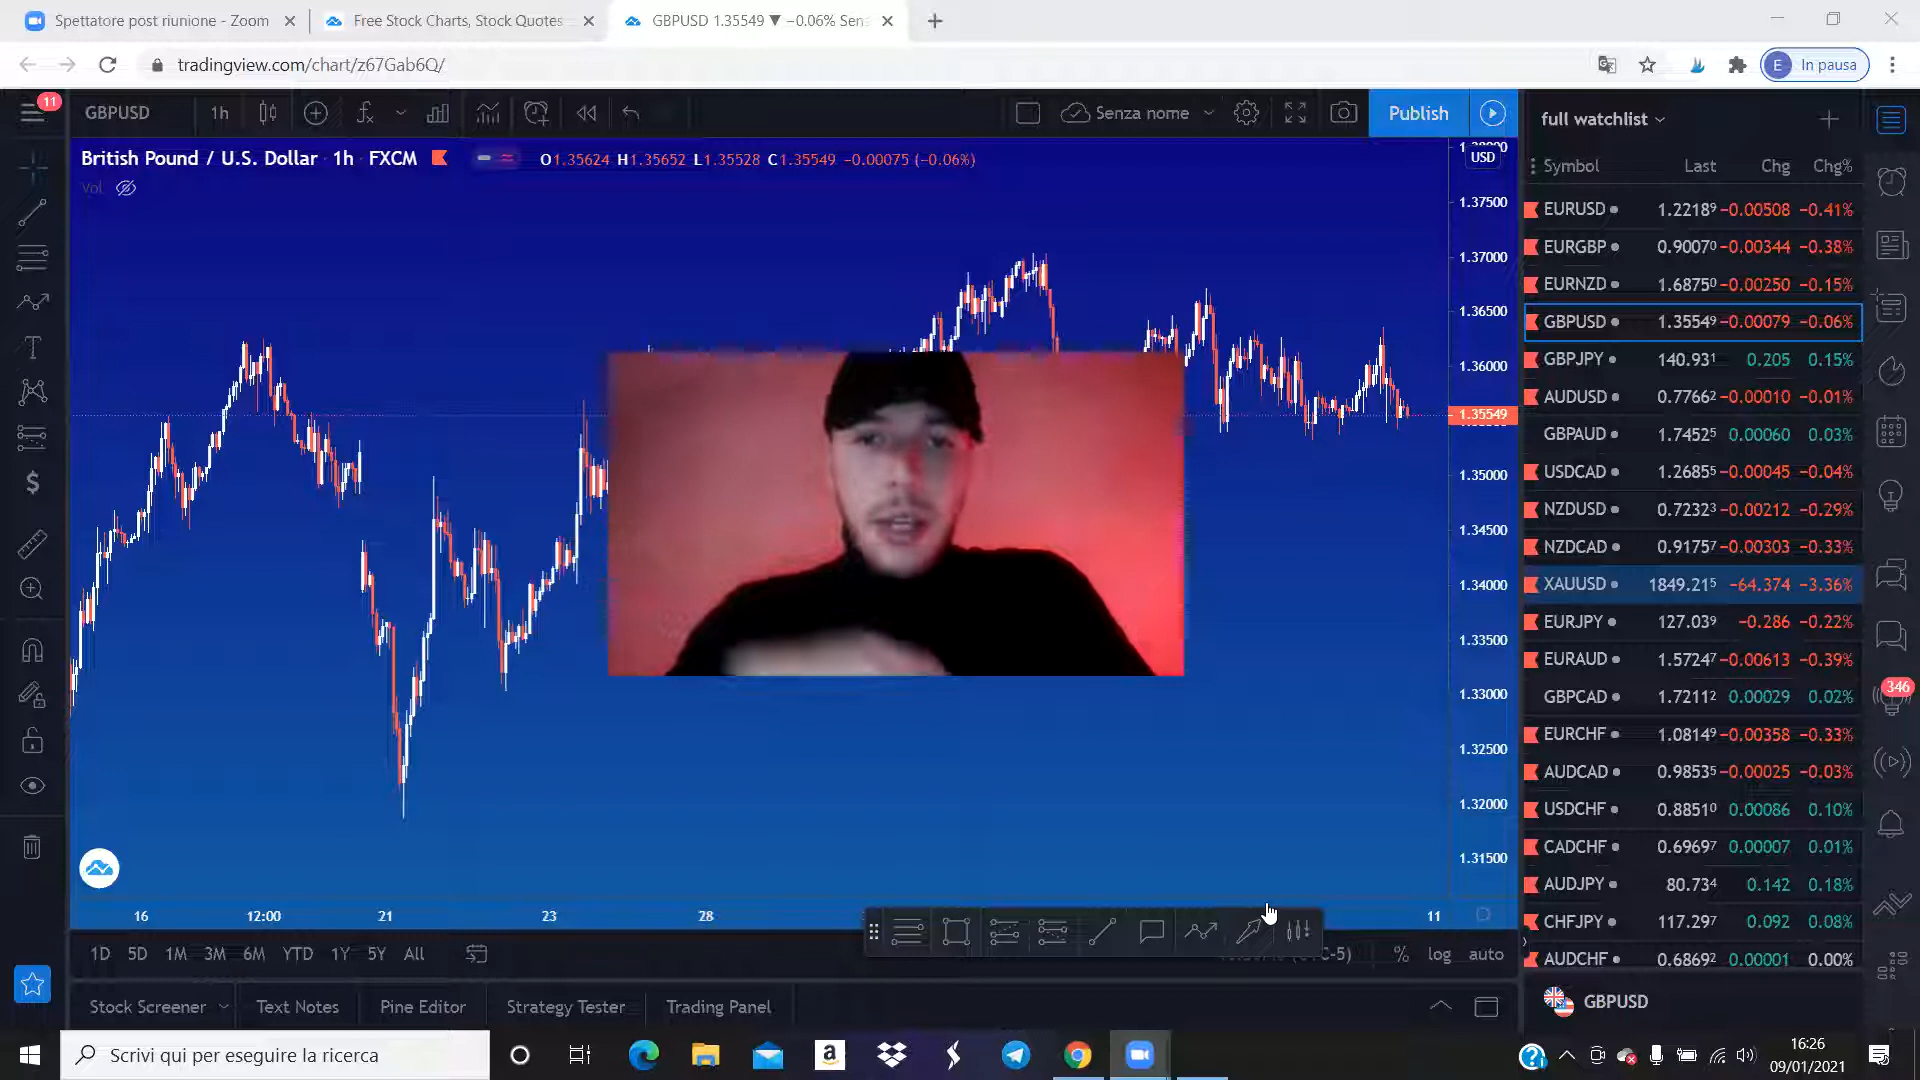 Spettatore post riunione - Zoom
Free Stock Charts, Stock Quotes
GBPUSD 1.35549 ▼ −0.06% Sen
tradingview.com/chart/z67Gab6Q/
E In pausa
11
GBPUSD 1h
Senza nome
Publish
full watchlist
British Pound / U.S. Dollar 1h FXCM
O1.35624 H1.35652 L1.35528 C1.35549 −0.00075 (−0.06%)
Vol
USD
1.37500
1.37000
1.36500
1.36000
1.35549
1.35000
1.34500
1.34000
1.33500
1.33000
1.32500
1.32000
1.31500
16 12:00 21 23 28 11
Symbol Last Chg Chg%
EURUSD 1.22189 −0.00508 −0.41%
EURGBP 0.90070 −0.00344 −0.38%
EURNZD 1.68750 −0.00250 −0.15%
GBPUSD 1.35549 −0.00079 −0.06%
GBPJPY 140.931 0.205 0.15%
AUDUSD 0.77662 −0.00010 −0.01%
GBPAUD 1.74525 0.00060 0.03%
USDCAD 1.26855 −0.00045 −0.04%
NZDUSD 0.72323 −0.00212 −0.29%
NZDCAD 0.91757 −0.00303 −0.33%
XAUUSD 1849.215 −64.374 −3.36%
EURJPY 127.039 −0.286 −0.22%
EURAUD 1.57247 −0.00613 −0.39%
GBPCAD 1.72112 0.00029 0.02%
EURCHF 1.08149 −0.00358 −0.33%
AUDCAD 0.98535 −0.00025 −0.03%
USDCHF 0.88510 0.00086 0.10%
CADCHF 0.69697 0.00007 0.01%
AUDJPY 80.734 0.142 0.18%
CHFJPY 117.297 0.092 0.08%
AUDCHF 0.68692 0.00001 0.00%
346
GBPUSD
1D 5D 1M 3M 6M YTD 1Y 5Y All
% log auto
Stock Screener Text Notes Pine Editor Strategy Tester Trading Panel
Scrivi qui per eseguire la ricerca
16:26
09/01/2021